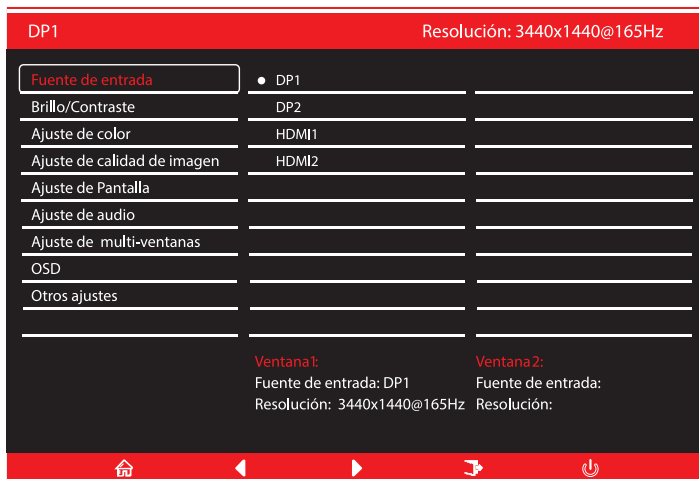 DP1 Resolución: 3440x1440@165Hz
Fuente de entrada DP1
Brillo/Contraste DP2
Ajuste de color HDMI1
Ajuste de calidad de imagen HDMI2
Ajuste de Pantalla
Ajuste de audio
Ajuste de multi-ventanas
OSD
Otros ajustes
Ventana1: Ventana2:
Fuente de entrada: DP1 Fuente de entrada:
Resolución: 3440x1440@165Hz Resolución: